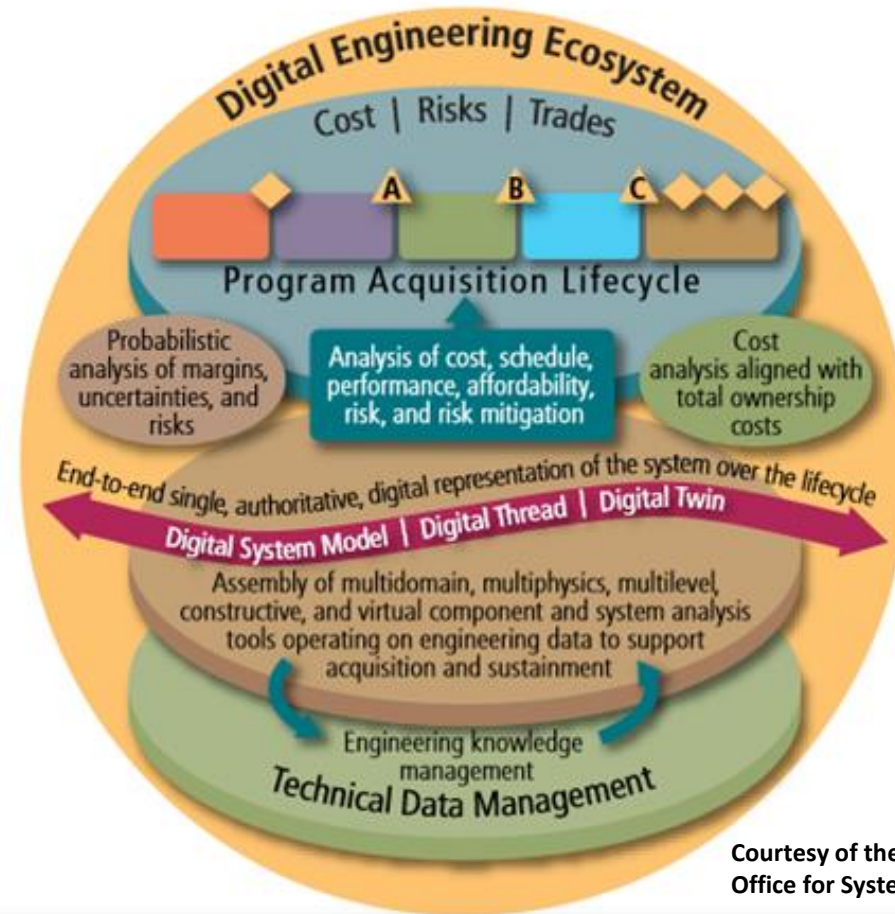 Digital Engineering Ecosystem
Cost | Risks | Trades
A B C
Program Acquisition Lifecycle
Probabilistic
analysis of margins,
uncertainties, and
risks
Analysis of cost, schedule,
performance, affordability,
risk, and risk mitigation
Cost
analysis aligned with
total ownership
costs
End-to-end single, authoritative, digital representation of the system over the lifecycle
Digital System Model | Digital Thread | Digital Twin
Assembly of multidomain, multiphysics, multilevel,
constructive, and virtual component and system analysis
tools operating on engineering data to support
acquisition and sustainment
Engineering knowledge
management
Technical Data Management
Courtesy of the
Office for Syste